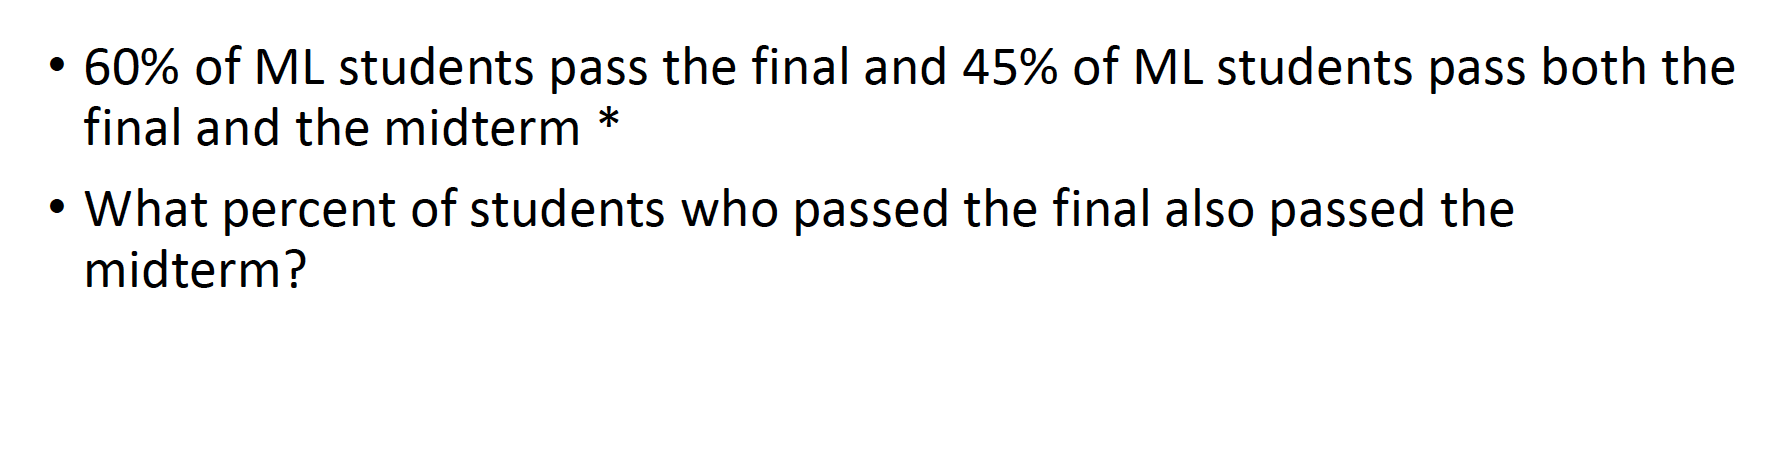 • 60% of ML students pass the final and 45% of ML students pass both the
final and the midterm *
• What percent of students who passed the final also passed the
midterm?